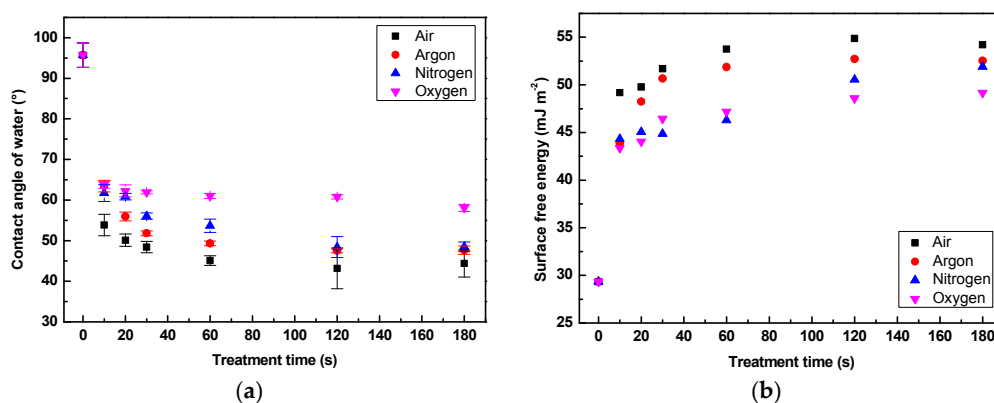 100
90
80
70
60
50
40
30
Contact angle of water (°)
0 20 40 60 80 100 120 140 160 180
Treatment time (s)
Air
Argon
Nitrogen
Oxygen
(a)
55
50
45
40
35
30
25
Surface free energy (mJ m⁻²)
0 20 40 60 80 100 120 140 160 180
Treatment time (s)
Air
Argon
Nitrogen
Oxygen
(b)